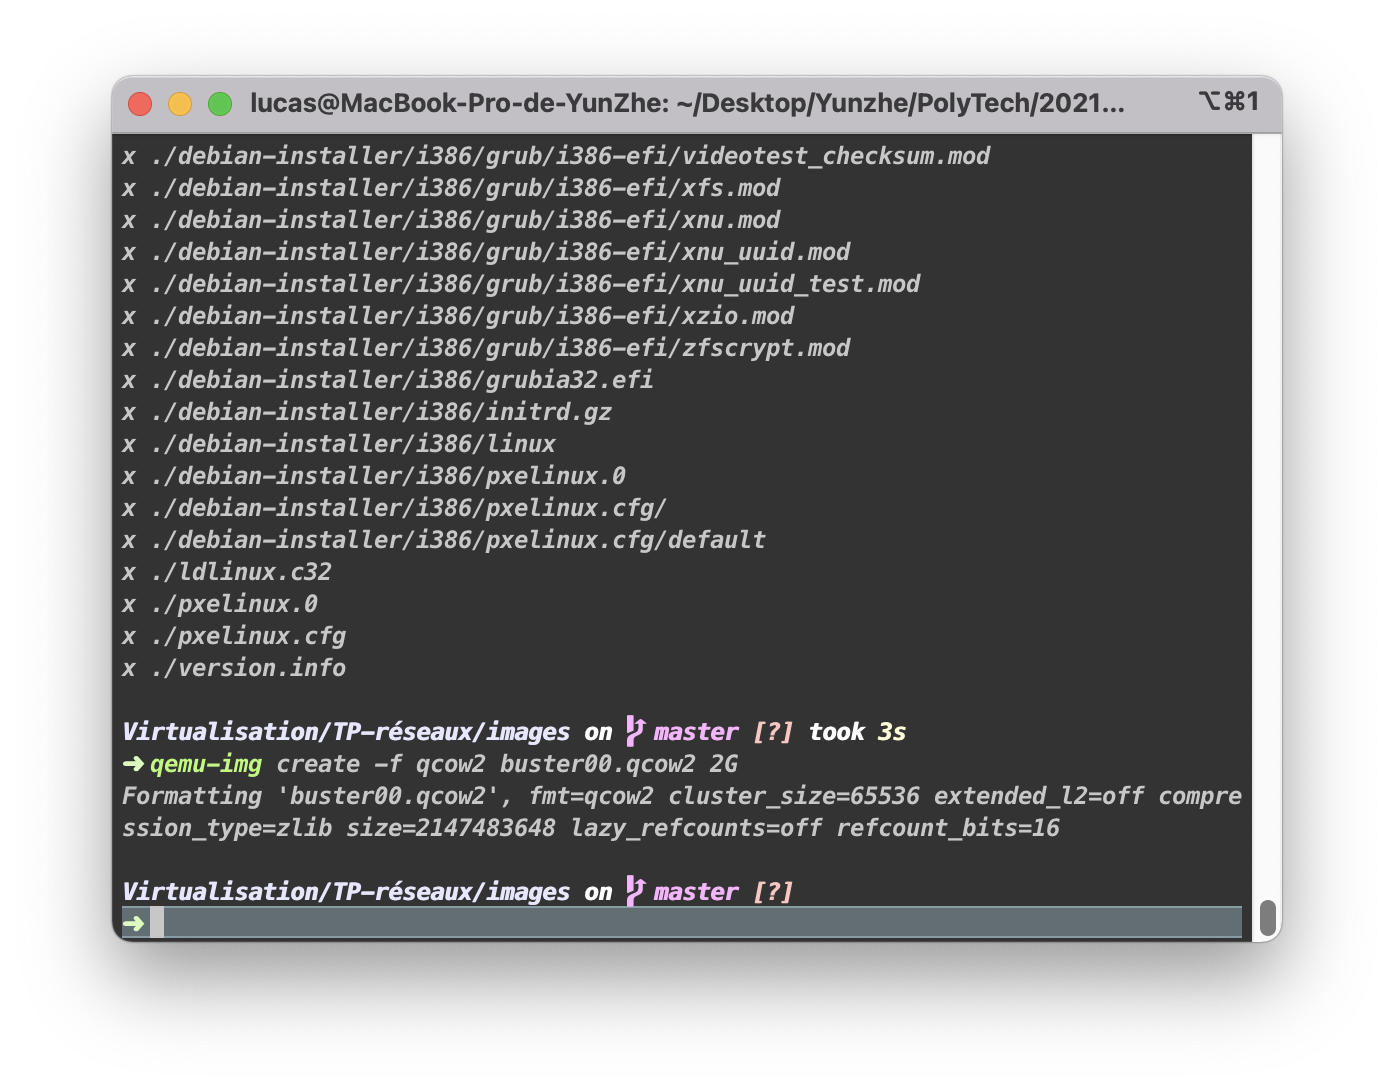 lucas@MacBook-Pro-de-YunZhe: ~/Desktop/Yunzhe/PolyTech/2021... ⌥⌘1
x ./debian-installer/i386/grub/i386-efi/videotest_checksum.mod
x ./debian-installer/i386/grub/i386-efi/xfs.mod
x ./debian-installer/i386/grub/i386-efi/xnu.mod
x ./debian-installer/i386/grub/i386-efi/xnu_uuid.mod
x ./debian-installer/i386/grub/i386-efi/xnu_uuid_test.mod
x ./debian-installer/i386/grub/i386-efi/xzio.mod
x ./debian-installer/i386/grub/i386-efi/zfscrypt.mod
x ./debian-installer/i386/grubia32.efi
x ./debian-installer/i386/initrd.gz
x ./debian-installer/i386/linux
x ./debian-installer/i386/pxelinux.0
x ./debian-installer/i386/pxelinux.cfg/
x ./debian-installer/i386/pxelinux.cfg/default
x ./ldlinux.c32
x ./pxelinux.0
x ./pxelinux.cfg
x ./version.info
Virtualisation/TP-réseaux/images on master [?] took 3s
➜ qemu-img create -f qcow2 buster00.qcow2 2G
Formatting 'buster00.qcow2', fmt=qcow2 cluster_size=65536 extended_l2=off compre
ssion_type=zlib size=2147483648 lazy_refcounts=off refcount_bits=16
Virtualisation/TP-réseaux/images on master [?]
➜